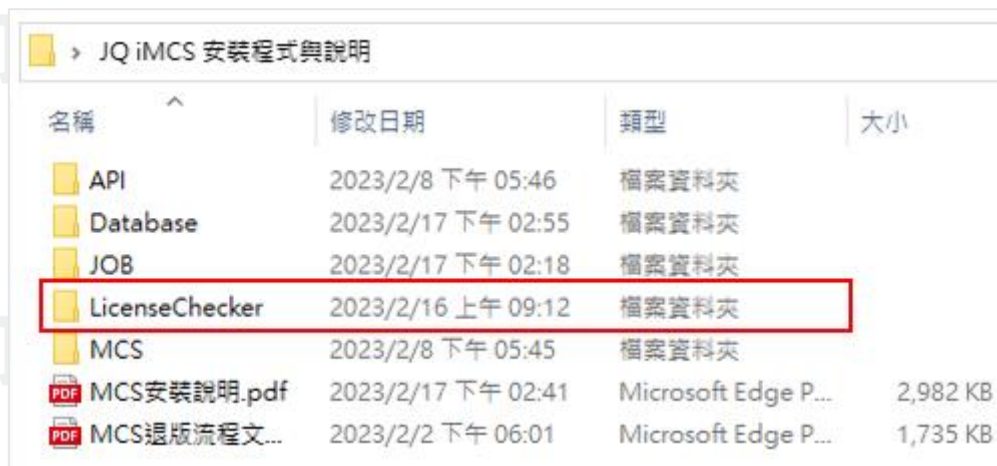 › JQ iMCS 安裝程式與說明
名稱 修改日期 類型 大小
API 2023/2/8 下午 05:46 檔案資料夾
Database 2023/2/17 下午 02:55 檔案資料夾
JOB 2023/2/17 下午 02:18 檔案資料夾
LicenseChecker 2023/2/16 上午 09:12 檔案資料夾
MCS 2023/2/8 下午 05:45 檔案資料夾
PDF MCS安裝說明.pdf 2023/2/17 下午 02:41 Microsoft Edge P... 2,982 KB
PDF MCS退版流程文... 2023/2/2 下午 06:01 Microsoft Edge P... 1,735 KB